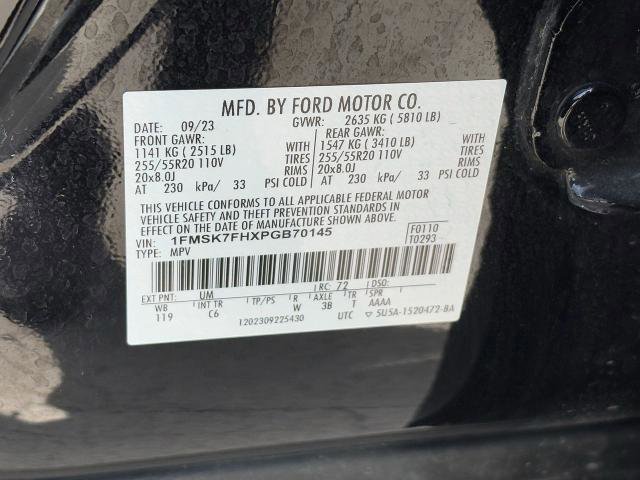 MFD. BY FORD MOTOR CO.
DATE: 09/23 GVWR: 2635 KG ( 5810 LB)
FRONT GAWR: REAR GAWR:
1141 KG ( 2515 LB) 1547 KG ( 3410 LB)
255/55R20 110V TIRES 255/55R20 110V TIRES
20x8.0J RIMS 20x8.0J RIMS
AT 230 kPa/ 33 PSI COLD AT 230 kPa/ 33 PSI COLD
THIS VEHICLE CONFORMS TO ALL APPLICABLE FEDERAL MOTOR
VEHICLE SAFETY AND THEFT PREVENTION STANDARDS IN EFFECT ON
THE DATE OF MANUFACTURE SHOWN ABOVE.
VIN: 1FMSK7FHXPGB70145 F0110
TYPE: MPV T0293
EXT PNT: UM RC: 72 DSO:
WB INT TR TP/PS R AXLE TR SPR
119 C6 W 3B T AAAA
1202309225430 UTC ▽ 5U5A-1520472-BA